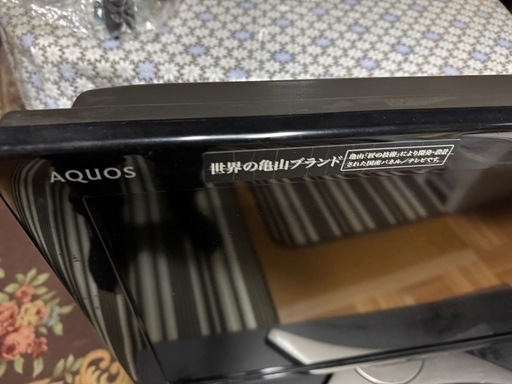 AQUOS
世界の亀山ブランド
亀山「匠の技術」により開発・設計
された国産パネル／テレビです。